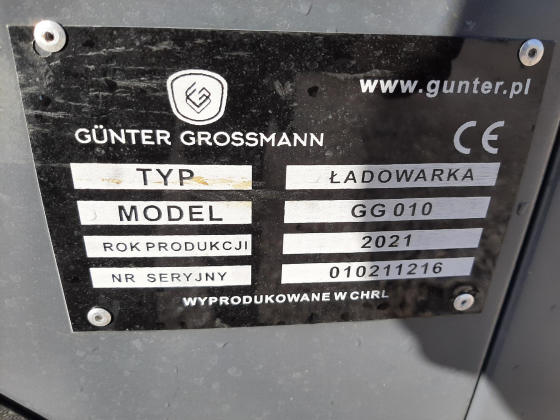 www.gunter.pl
GÜNTER GROSSMANN
CE
TYP ŁADOWARKA
MODEL GG 010
ROK PRODUKCJI 2021
NR SERYJNY 010211216
WYPRODUKOWANE W CHRL